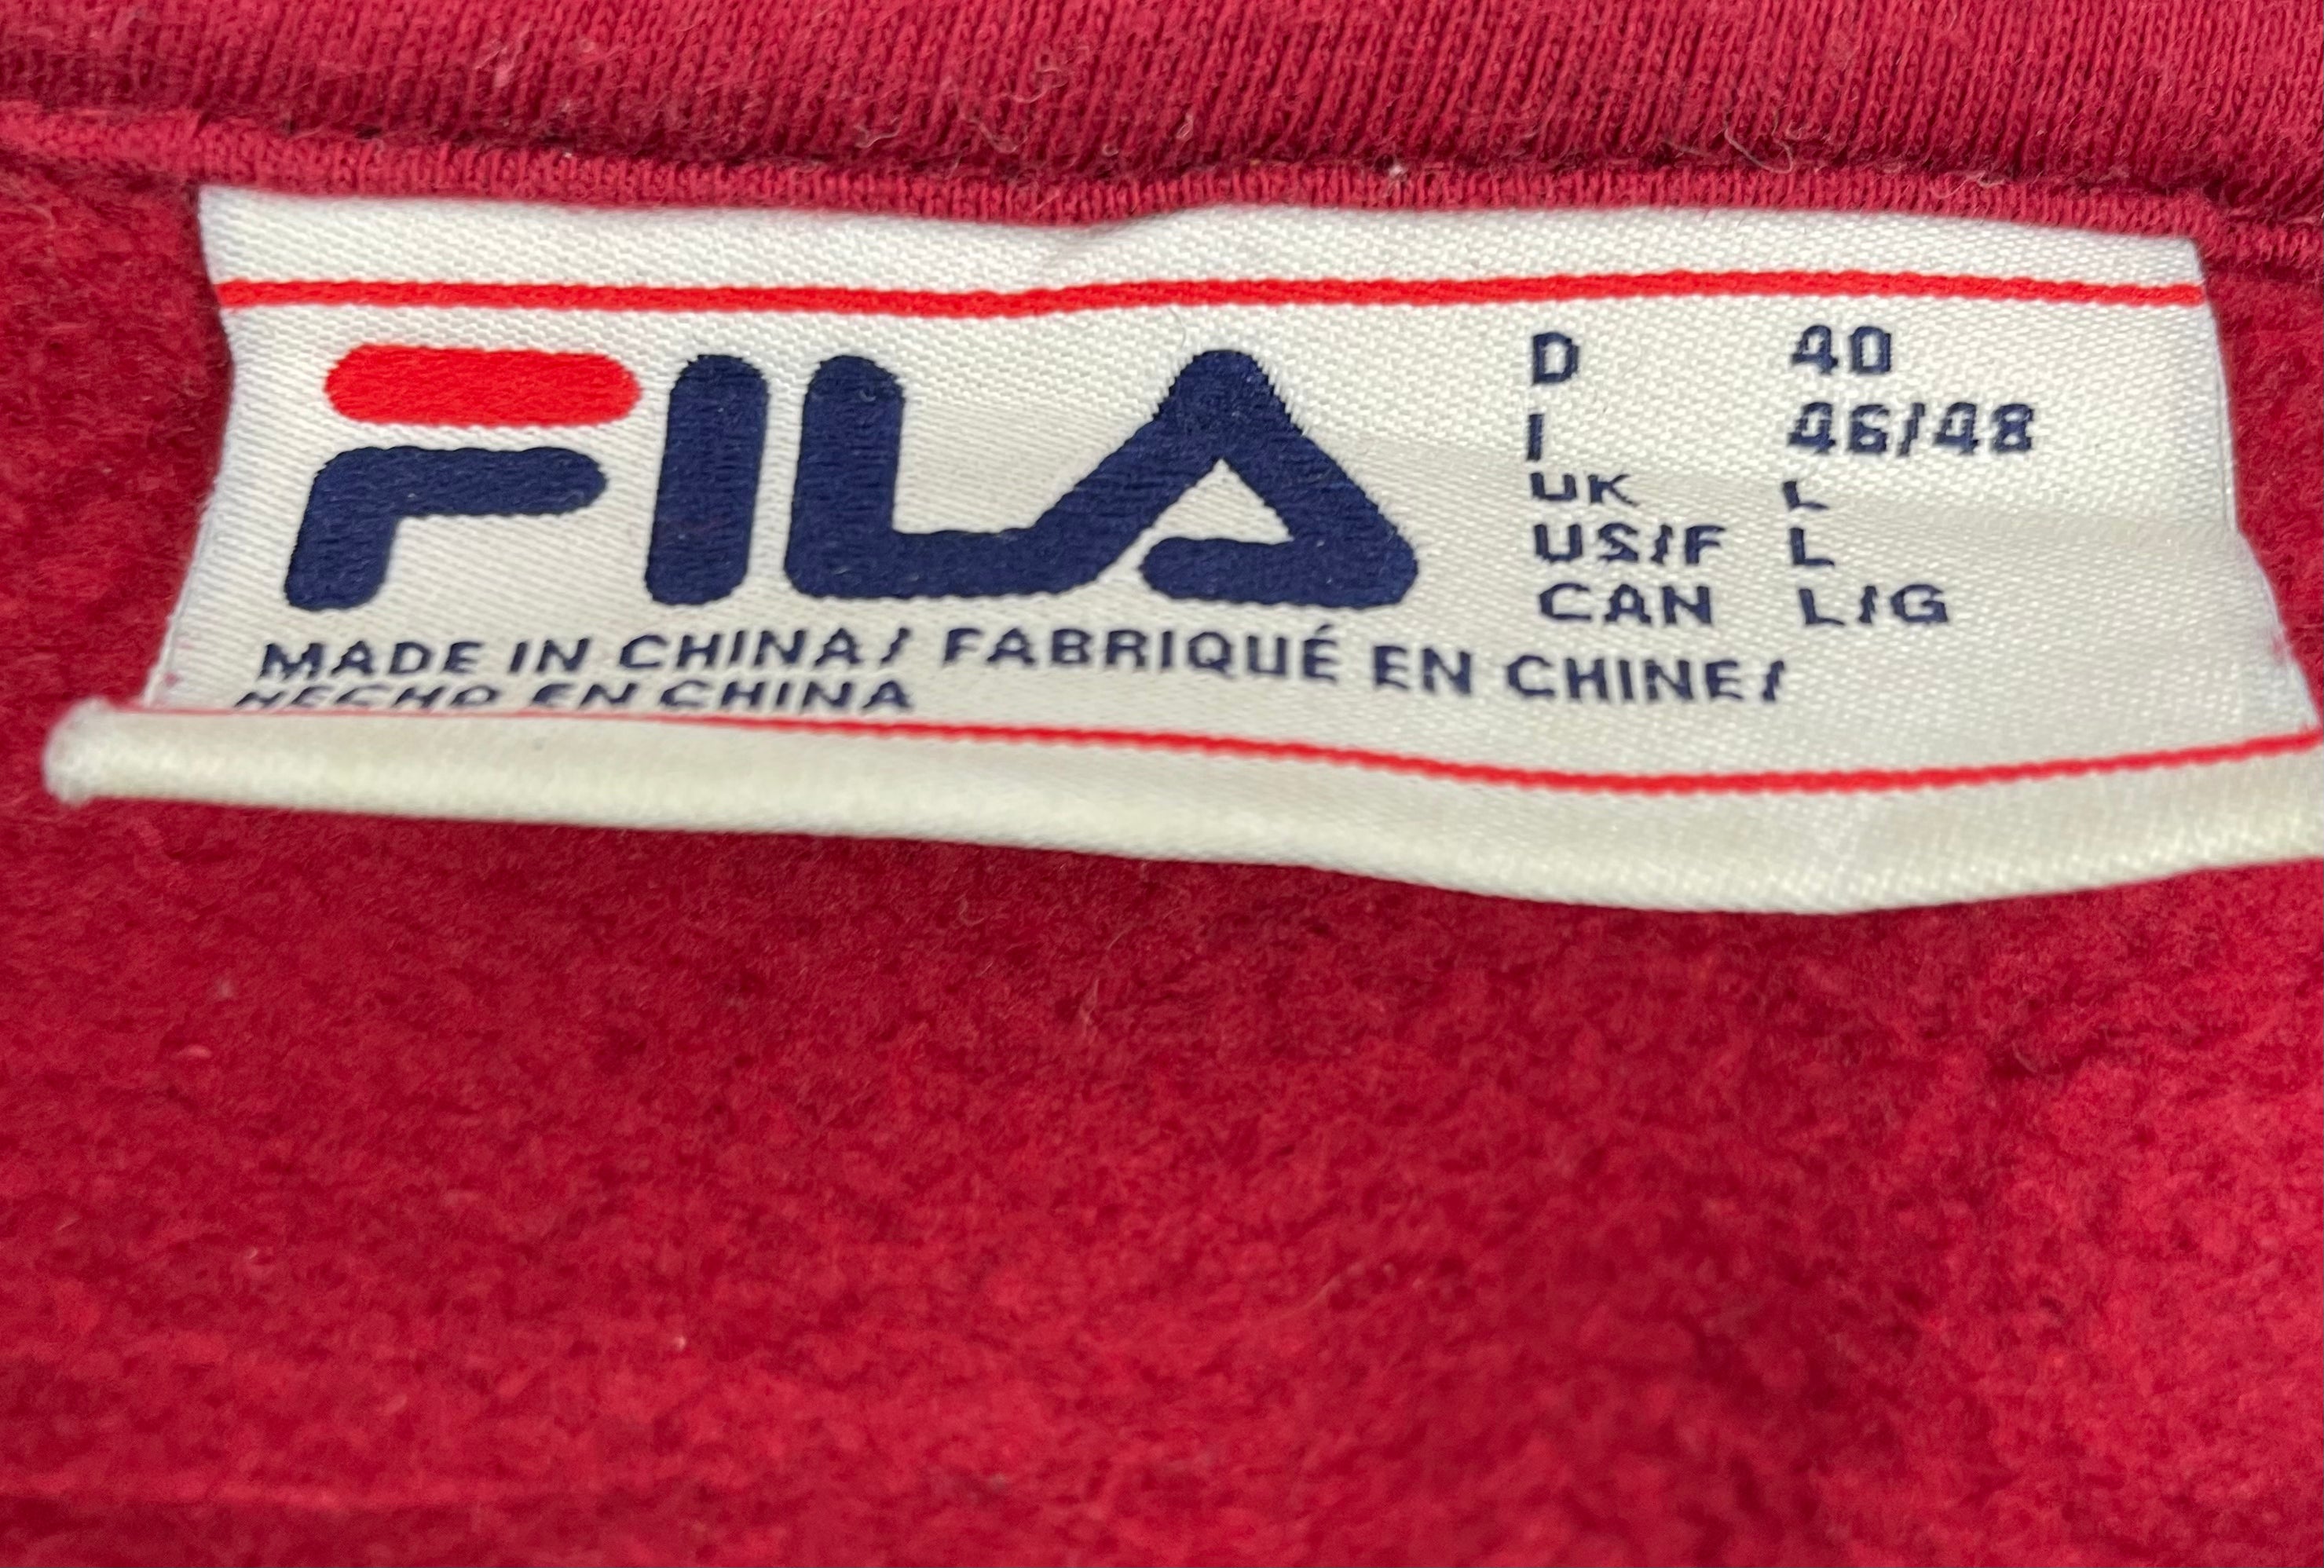 FILA
D 40
I 46/48
UK L
US/F L
CAN L/G
MADE IN CHINA/ FABRIQUÉ EN CHINE/
HECHO EN CHINA